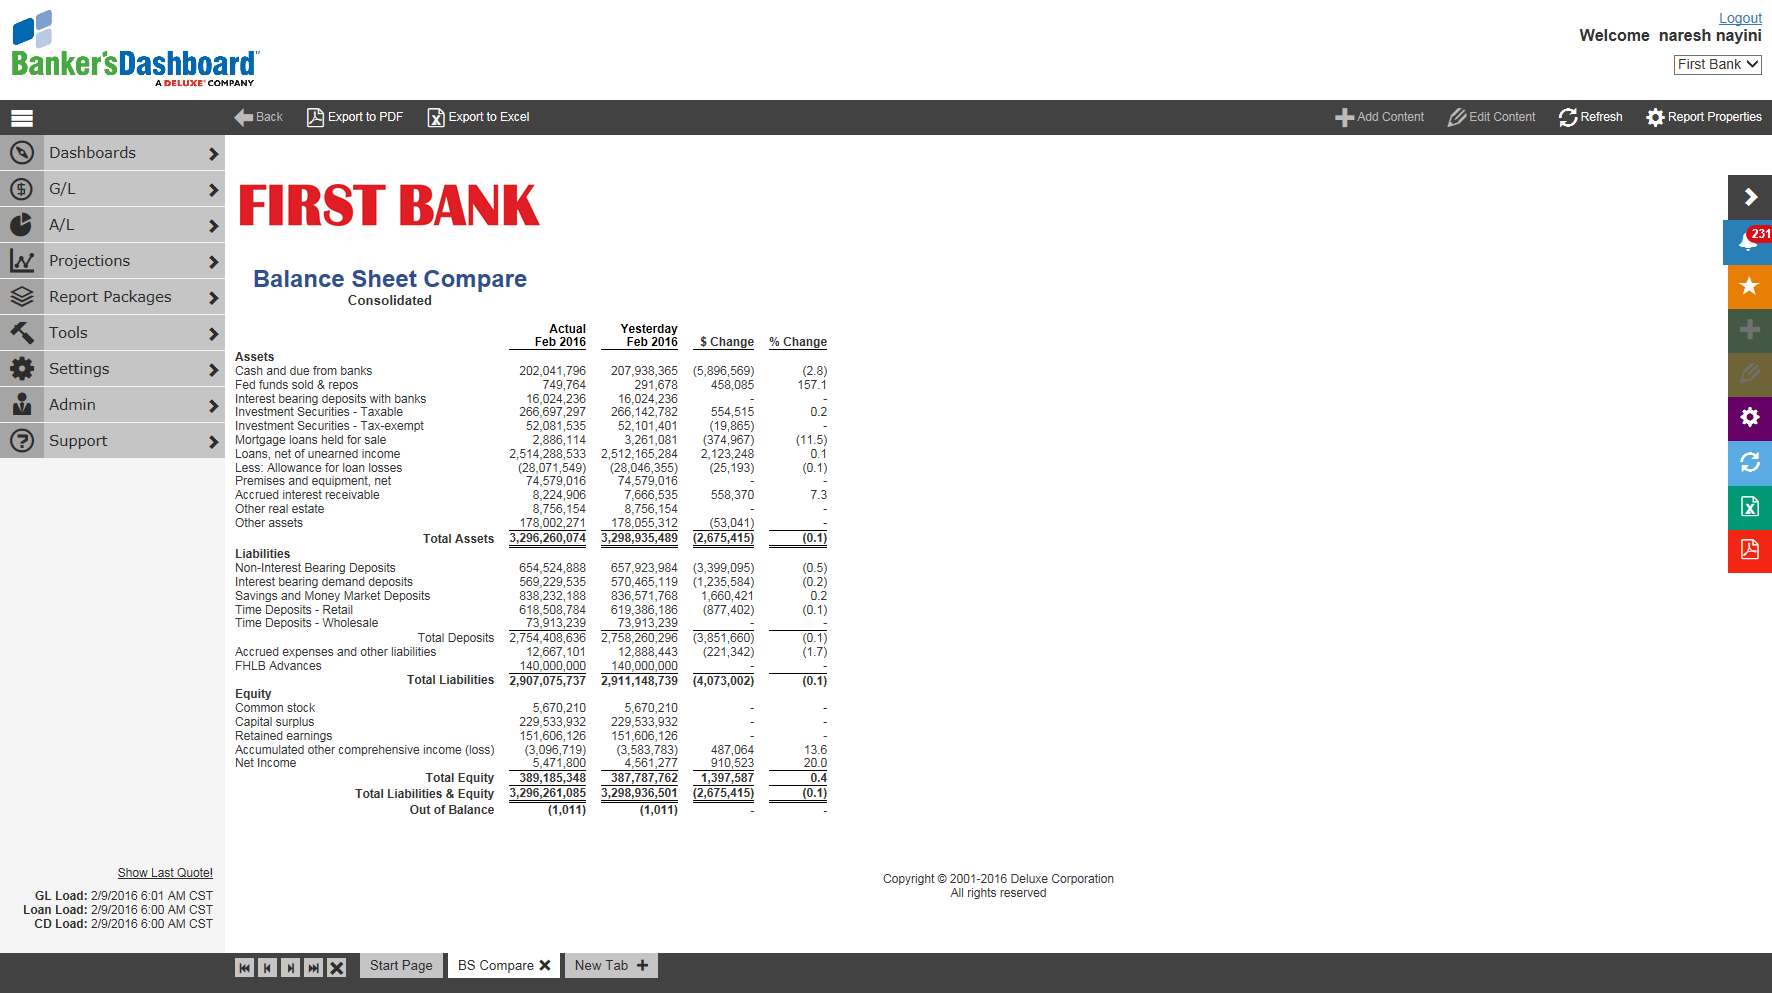 Logout
Banker'sDashboard
A DELUXE COMPANY
Welcome naresh nayini
First Bank
Back Export to PDF Export to Excel Add Content Edit Content Refresh Report Properties
Dashboards
G/L
A/L
Projections
Report Packages
Tools
Settings
Admin
Support
231
FIRST BANK
Balance Sheet Compare
Consolidated
Actual Yesterday
Feb 2016 Feb 2016 $ Change % Change
Assets
Cash and due from banks 202,041,796 207,938,365 (5,896,569) (2.8)
Fed funds sold & repos 749,764 291,678 458,085 157.1
Interest bearing deposits with banks 16,024,236 16,024,236 - -
Investment Securities - Taxable 266,697,297 266,142,782 554,515 0.2
Investment Securities - Tax-exempt 52,081,535 52,101,401 (19,865) -
Mortgage loans held for sale 2,886,114 3,261,081 (374,967) (11.5)
Loans, net of unearned income 2,514,288,533 2,512,165,284 2,123,248 0.1
Less: Allowance for loan losses (28,071,549) (28,046,355) (25,193) (0.1)
Premises and equipment, net 74,579,016 74,579,016 - -
Accrued interest receivable 8,224,906 7,666,535 558,370 7.3
Other real estate 8,756,154 8,756,154 - -
Other assets 178,002,271 178,055,312 (53,041) -
Total Assets 3,296,260,074 3,298,935,489 (2,675,415) (0.1)
Liabilities
Non-Interest Bearing Deposits 654,524,888 657,923,984 (3,399,095) (0.5)
Interest bearing demand deposits 569,229,535 570,465,119 (1,235,584) (0.2)
Savings and Money Market Deposits 838,232,188 836,571,768 1,660,421 0.2
Time Deposits - Retail 618,508,784 619,386,186 (877,402) (0.1)
Time Deposits - Wholesale 73,913,239 73,913,239 - -
Total Deposits 2,754,408,636 2,758,260,296 (3,851,660) (0.1)
Accrued expenses and other liabilities 12,667,101 12,888,443 (221,342) (1.7)
FHLB Advances 140,000,000 140,000,000 - -
Total Liabilities 2,907,075,737 2,911,148,739 (4,073,002) (0.1)
Equity
Common stock 5,670,210 5,670,210 - -
Capital surplus 229,533,932 229,533,932 - -
Retained earnings 151,606,126 151,606,126 - -
Accumulated other comprehensive income (loss) (3,096,719) (3,583,783) 487,064 13.6
Net Income 5,471,800 4,561,277 910,523 20.0
Total Equity 389,185,348 387,787,762 1,397,587 0.4
Total Liabilities & Equity 3,296,261,085 3,298,936,501 (2,675,415) (0.1)
Out of Balance (1,011) (1,011) - -
Show Last Quote!
GL Load: 2/9/2016 6:01 AM CST
Loan Load: 2/9/2016 6:00 AM CST
CD Load: 2/9/2016 6:00 AM CST
Copyright © 2001-2016 Deluxe Corporation
All rights reserved
Start Page BS Compare New Tab